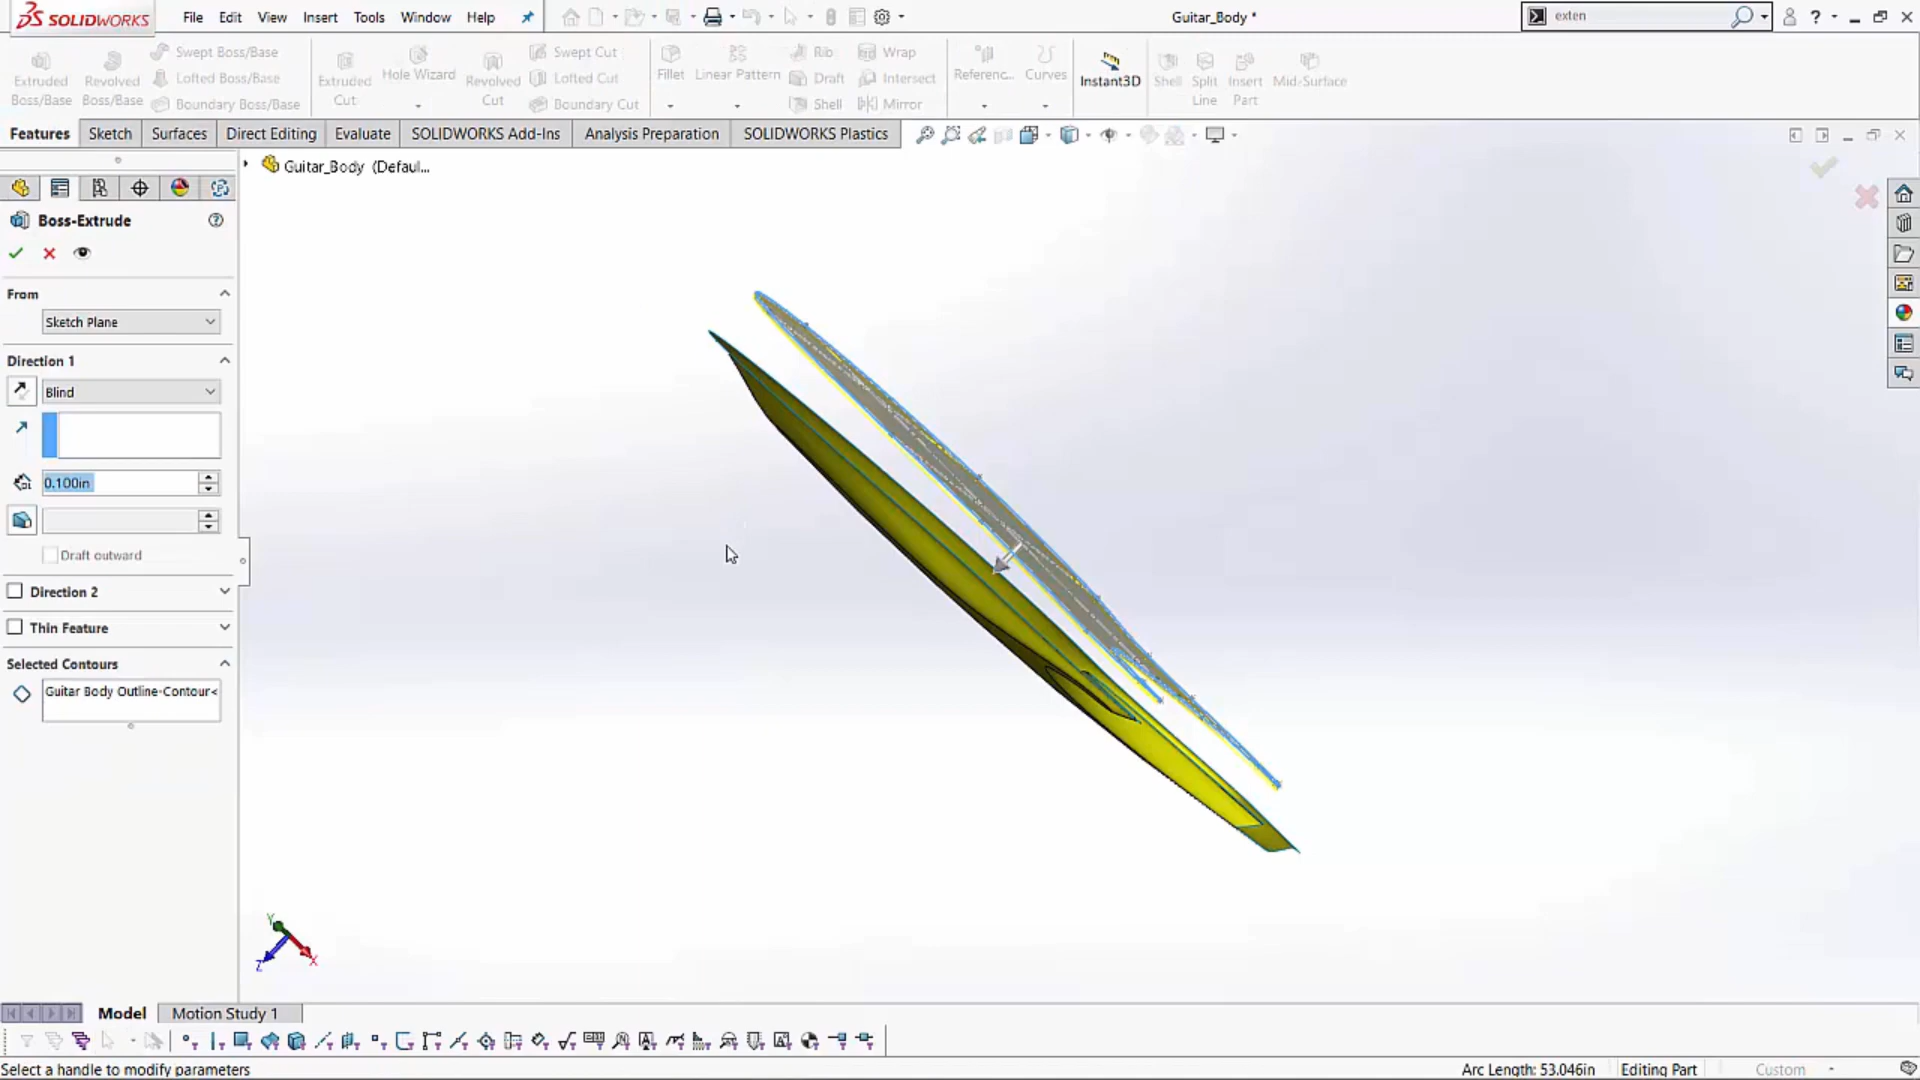 SOLIDWORKS File Edit View Insert Tools Window Help Guitar_Body * exten
Extruded Boss/Base Revolved Boss/Base Swept Boss/Base Lofted Boss/Base Boundary Boss/Base Extruded Cut Hole Wizard Revolved Cut Swept Cut Lofted Cut Boundary Cut Fillet Linear Pattern Rib Draft Shell Wrap Intersect Mirror Referenc... Curves Instant3D Shell Split Line Insert Part Mid-Surface
Features Sketch Surfaces Direct Editing Evaluate SOLIDWORKS Add-Ins Analysis Preparation SOLIDWORKS Plastics
Guitar_Body (Defaul...
Boss-Extrude
From
Sketch Plane
Direction 1
Blind
0.100in
Draft outward
Direction 2
Thin Feature
Selected Contours
Guitar Body Outline-Contour<
Y
Z X
Model Motion Study 1
Select a handle to modify parameters Arc Length: 53.046in Editing Part Custom